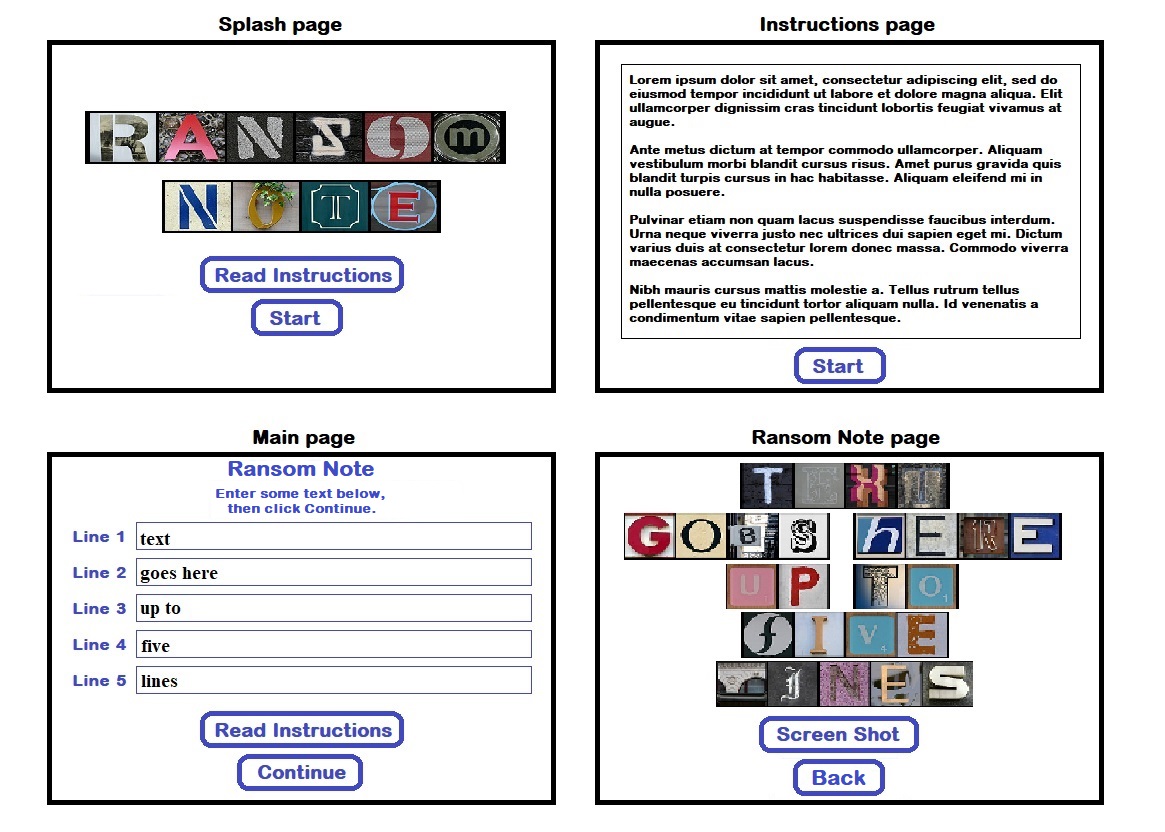 Splash page
RANSOm
NOTE
Read Instructions
Start
Instructions page
Lorem ipsum dolor sit amet, consectetur adipiscing elit, sed do
eiusmod tempor incididunt ut labore et dolore magna aliqua. Elit
ullamcorper dignissim cras tincidunt lobortis feugiat vivamus at
augue.
Ante metus dictum at tempor commodo ullamcorper. Aliquam
vestibulum morbi blandit cursus risus. Amet purus gravida quis
blandit turpis cursus in hac habitasse. Aliquam eleifend mi in
nulla posuere.
Pulvinar etiam non quam lacus suspendisse faucibus interdum.
Urna neque viverra justo nec ultrices dui sapien eget mi. Dictum
varius duis at consectetur lorem donec massa. Commodo viverra
maecenas accumsan lacus.
Nibh mauris cursus mattis molestie a. Tellus rutrum tellus
pellentesque eu tincidunt tortor aliquam nulla. Id venenatis a
condimentum vitae sapien pellentesque.
Start
Main page
Ransom Note
Enter some text below,
then click Continue.
Line 1 text
Line 2 goes here
Line 3 up to
Line 4 five
Line 5 lines
Read Instructions
Continue
Ransom Note page
TEXT
GOES hERE
UP TO
fIVE
LINES
Screen Shot
Back